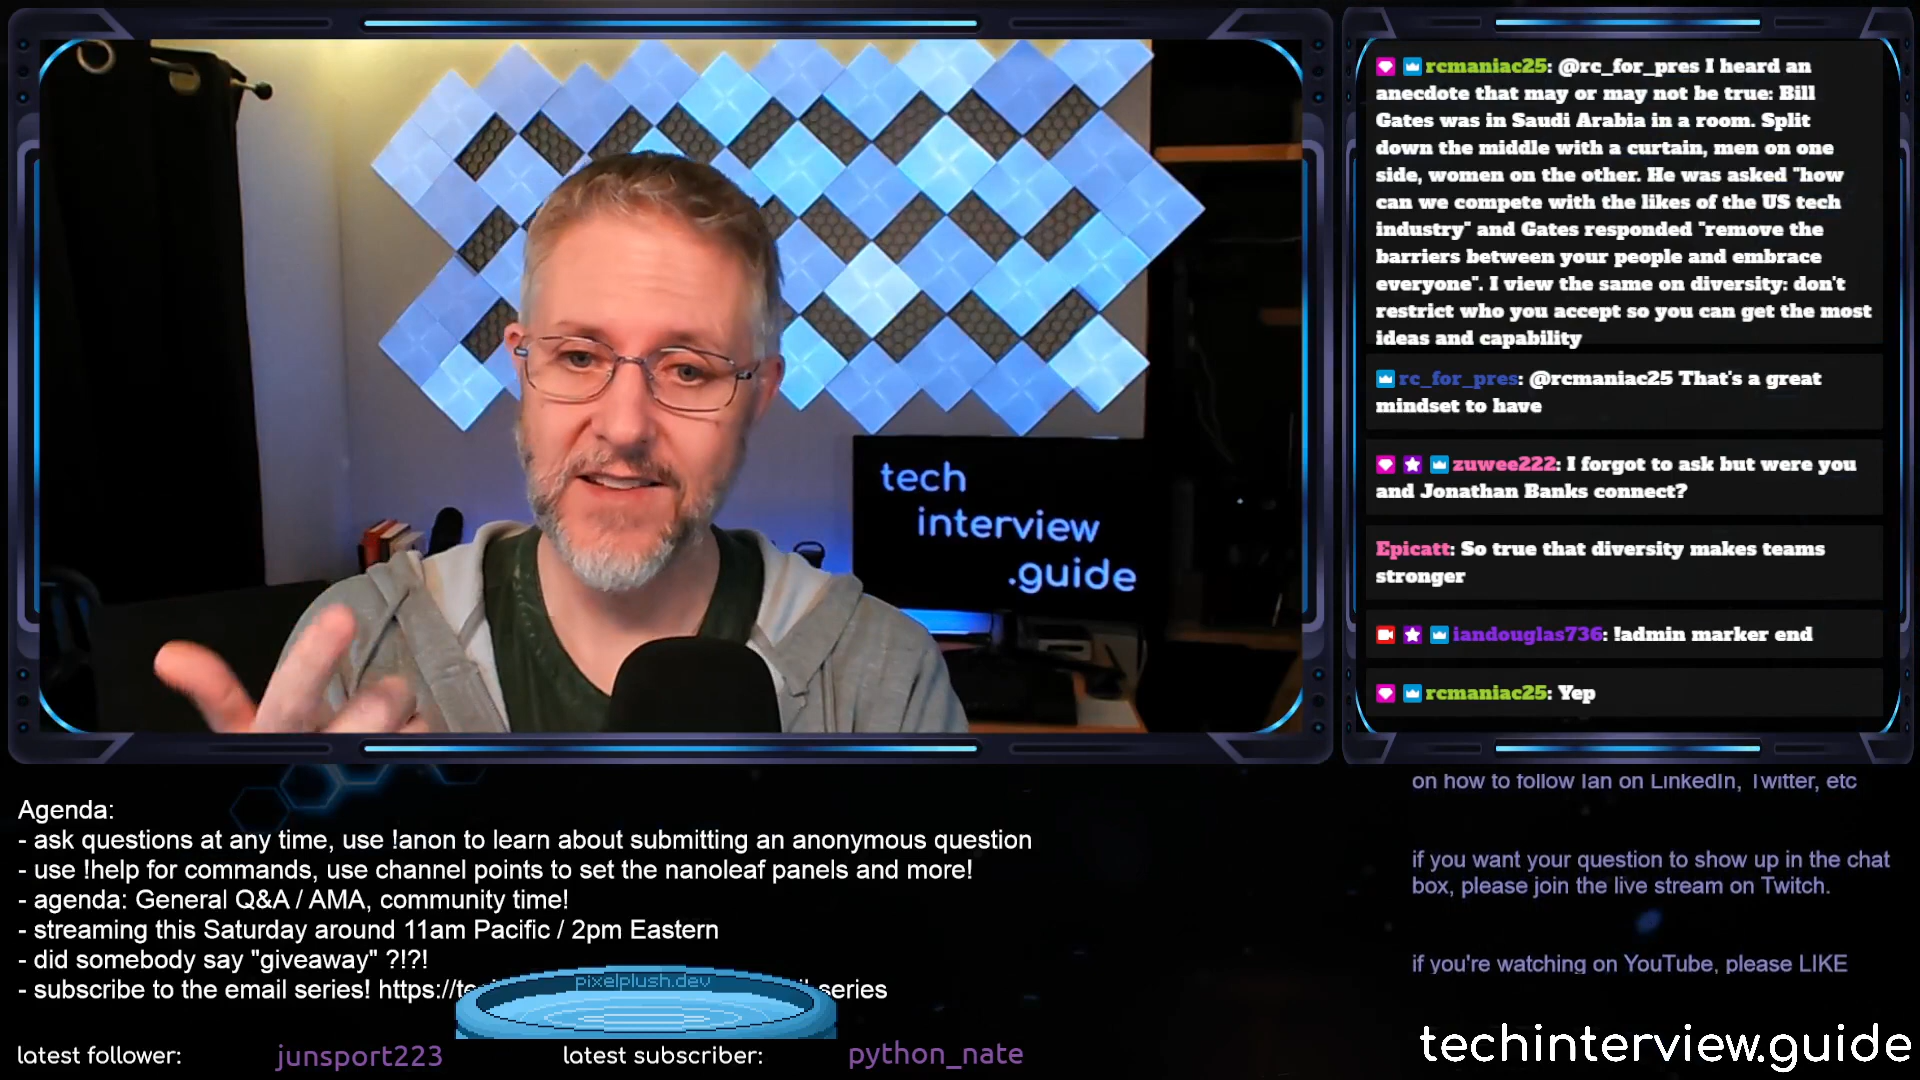 rcmaniac25: @rc_for_pres I heard an
anecdote that may or may not be true: Bill
Gates was in Saudi Arabia in a room. Split
down the middle with a curtain, men on one
side, women on the other. He was asked "how
can we compete with the likes of the US tech
industry" and Gates responded "remove the
barriers between your people and embrace
everyone". I view the same on diversity: don't
restrict who you accept so you can get the most
ideas and capability
rc_for_pres: @rcmaniac25 That's a great
mindset to have
zuwee222: I forgot to ask but were you
and Jonathan Banks connect?
Epicatt: So true that diversity makes teams
stronger
iandouglas736: !admin marker end
rcmaniac25: Yep
tech
interview
.guide
Agenda:
- ask questions at any time, use !anon to learn about submitting an anonymous question
- use !help for commands, use channel points to set the nanoleaf panels and more!
- agenda: General Q&A / AMA, community time!
- streaming this Saturday around 11am Pacific / 2pm Eastern
- did somebody say "giveaway" ?!?!
- subscribe to the email series! https://te
series
pixelplush.dev
latest follower: junsport223
latest subscriber: python_nate
on how to follow Ian on LinkedIn, Twitter, etc
if you want your question to show up in the chat
box, please join the live stream on Twitch.
if you're watching on YouTube, please LIKE
techinterview.guide